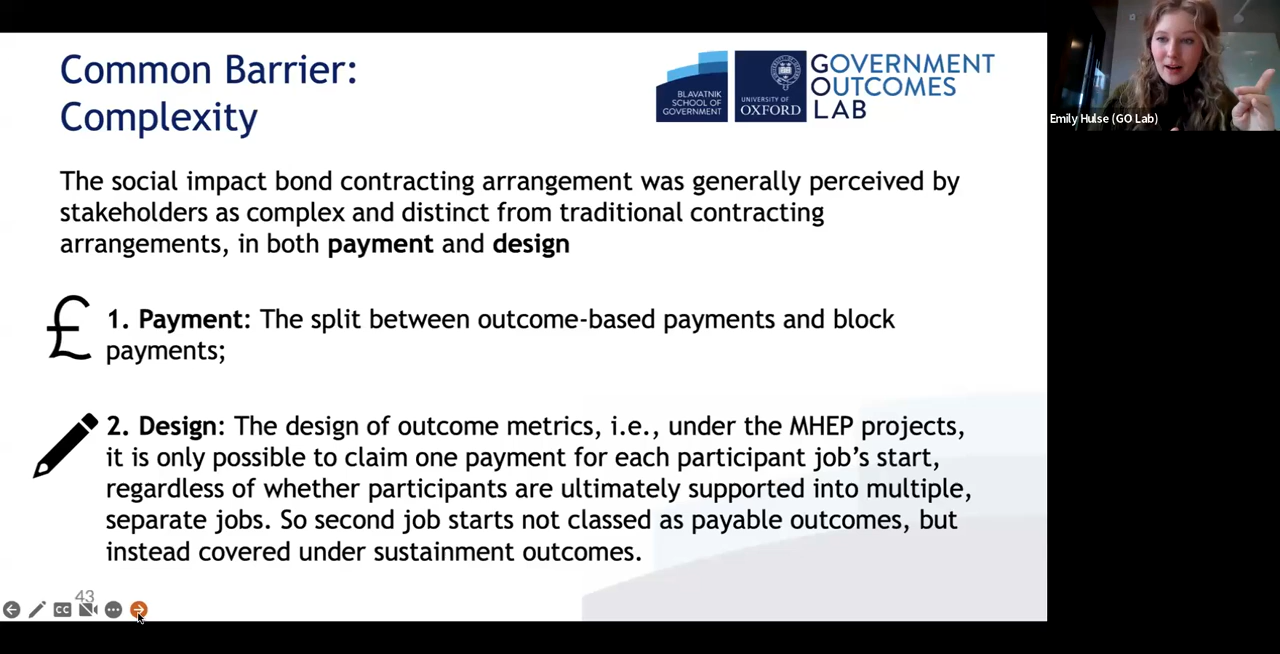 Common Barrier:
Complexity
BLAVATNIK
SCHOOL OF
GOVERNMENT
UNIVERSITY OF
OXFORD
GOVERNMENT
OUTCOMES
LAB
Emily Hulse (GO Lab)
The social impact bond contracting arrangement was generally perceived by
stakeholders as complex and distinct from traditional contracting
arrangements, in both payment and design
£ 1. Payment: The split between outcome-based payments and block
payments;
2. Design: The design of outcome metrics, i.e., under the MHEP projects,
it is only possible to claim one payment for each participant job’s start,
regardless of whether participants are ultimately supported into multiple,
separate jobs. So second job starts not classed as payable outcomes, but
instead covered under sustainment outcomes.
43
CC